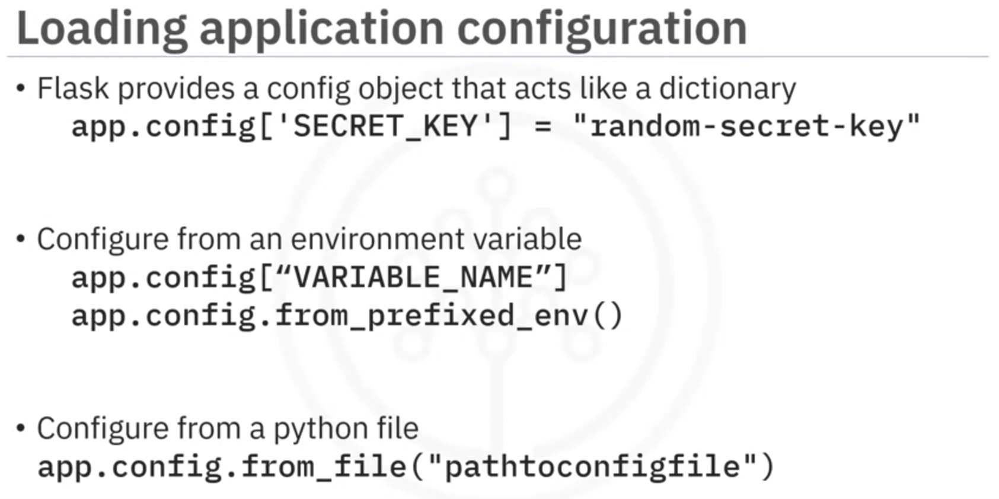 Loading application configuration
• Flask provides a config object that acts like a dictionary
app.config['SECRET_KEY'] = "random-secret-key"
• Configure from an environment variable
app.config[“VARIABLE_NAME”]
app.config.from_prefixed_env()
• Configure from a python file
app.config.from_file("pathtoconfigfile")